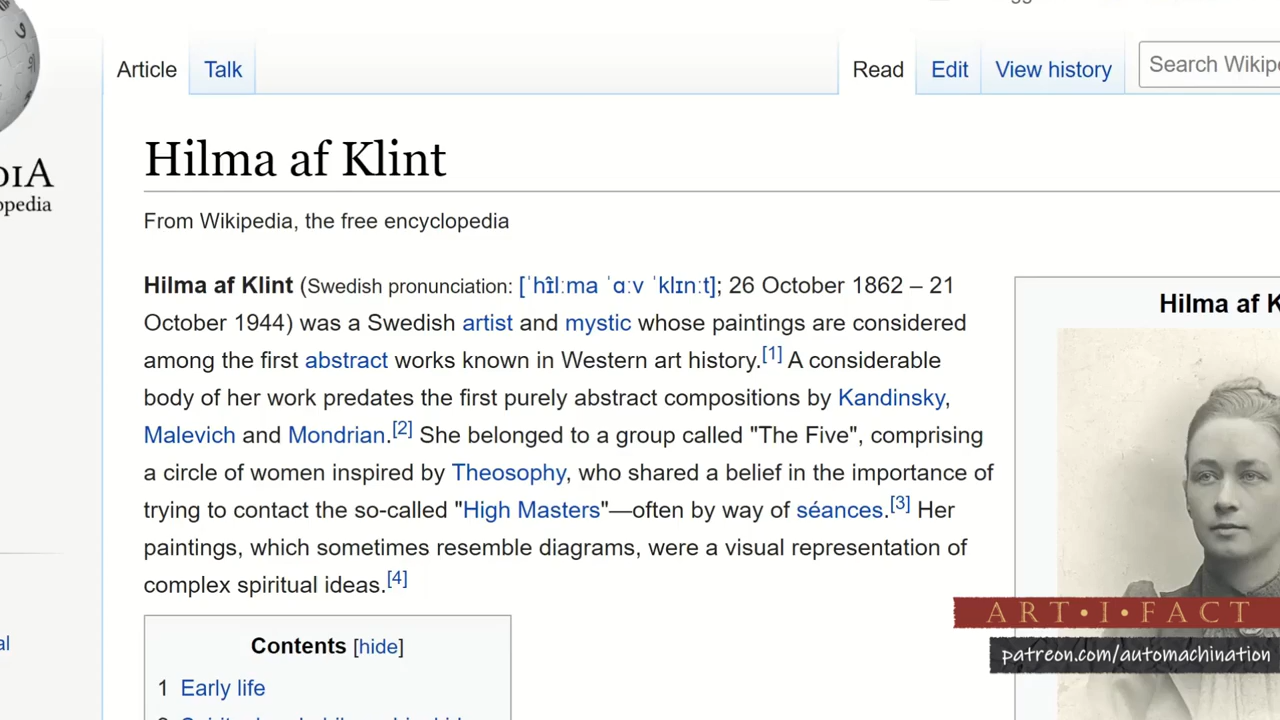 DIA
opedia
Article
Talk
Read
Edit
View history
Search Wikipe
Hilma af Klint
From Wikipedia, the free encyclopedia
Hilma af Klint (Swedish pronunciation: [ˈhɪ̂lːma ˈɑːv ˈklɪnːt]; 26 October 1862 – 21
October 1944) was a Swedish artist and mystic whose paintings are considered
among the first abstract works known in Western art history.[1] A considerable
body of her work predates the first purely abstract compositions by Kandinsky,
Malevich and Mondrian.[2] She belonged to a group called "The Five", comprising
a circle of women inspired by Theosophy, who shared a belief in the importance of
trying to contact the so-called "High Masters"—often by way of séances.[3] Her
paintings, which sometimes resemble diagrams, were a visual representation of
complex spiritual ideas.[4]
Hilma af K
Contents [hide]
1 Early life
al
ART•I•FACT
patreon.com/automachination